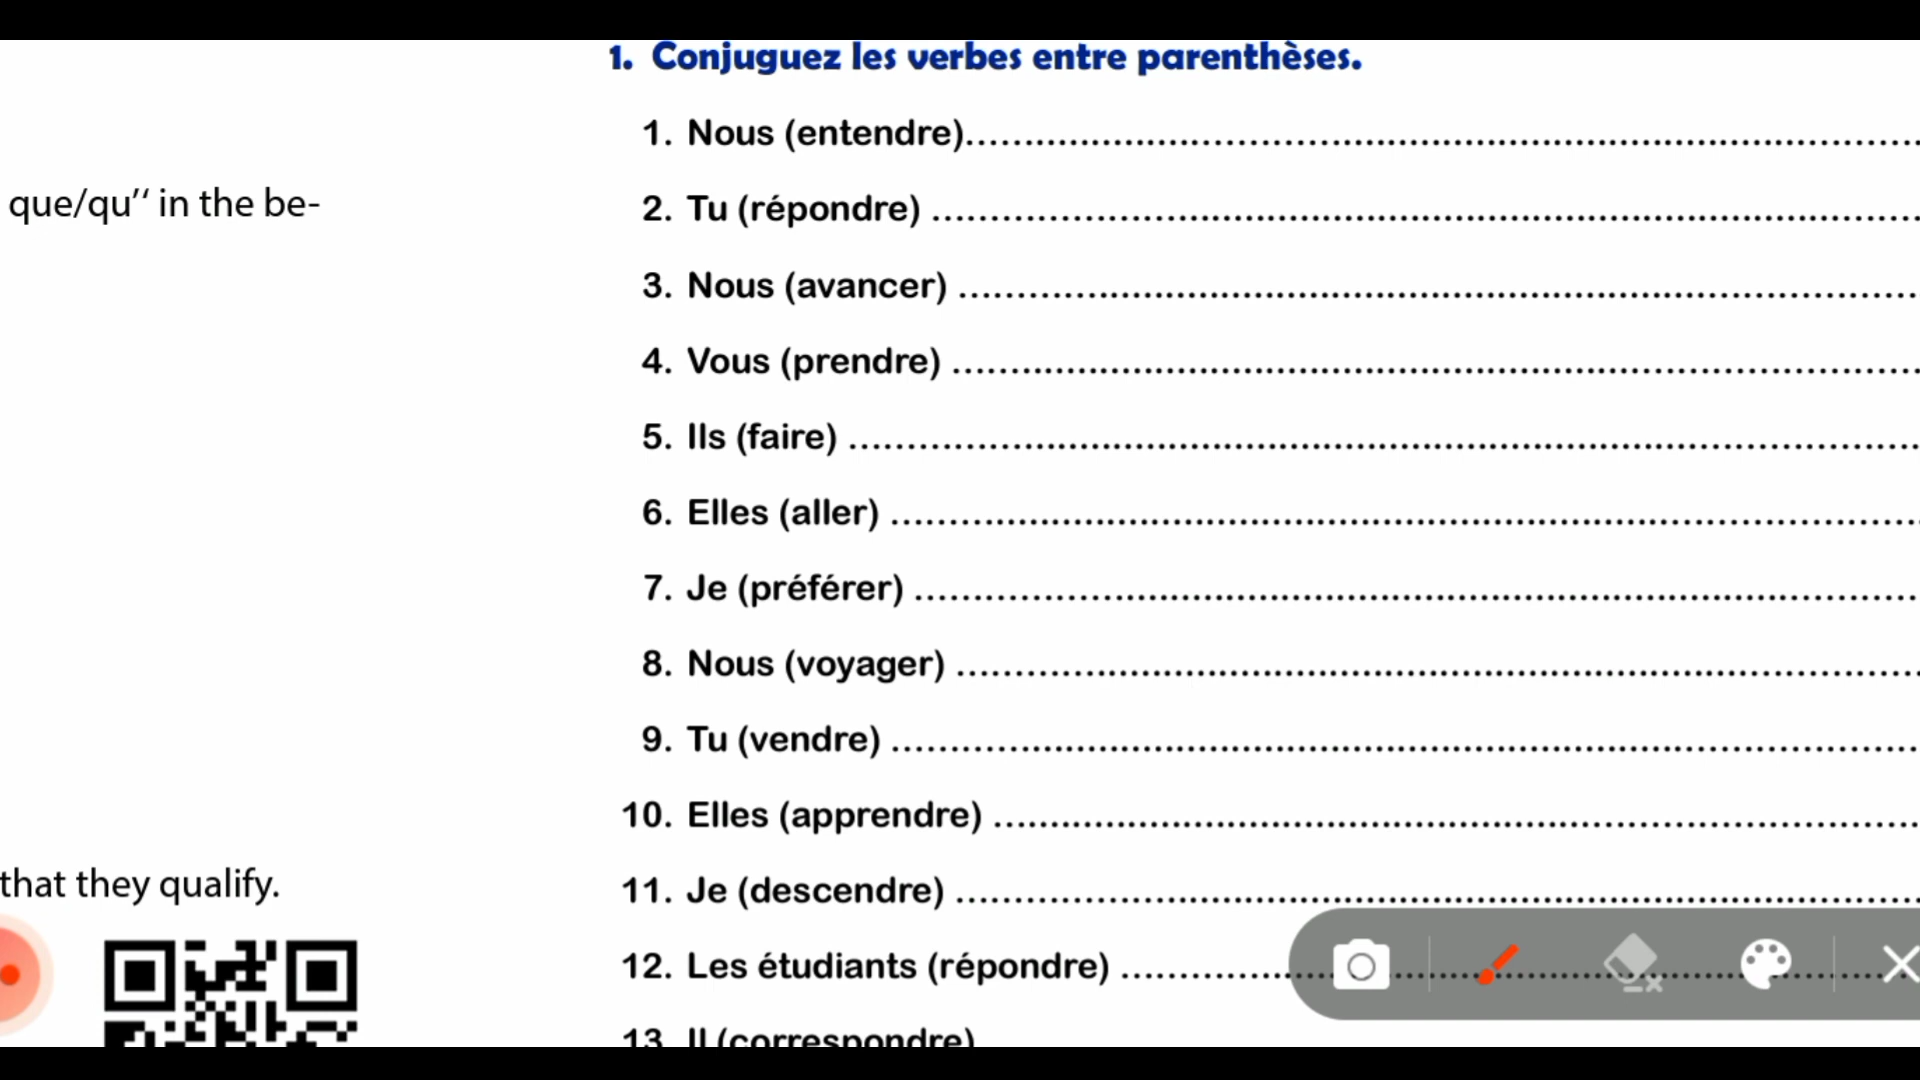 1. Conjuguez les verbes entre parenthèses.
1. Nous (entendre)........................................................................
que/qu'' in the be-
2. Tu (répondre) ........................................................................
3. Nous (avancer) ........................................................................
4. Vous (prendre) ........................................................................
5. Ils (faire) ........................................................................
6. Elles (aller) ........................................................................
7. Je (préférer) ........................................................................
8. Nous (voyager) ........................................................................
9. Tu (vendre) ........................................................................
10. Elles (apprendre) ........................................................................
that they qualify.
11. Je (descendre) ........................................................................
12. Les étudiants (répondre) ........................................................................
13. Il (correspondre)